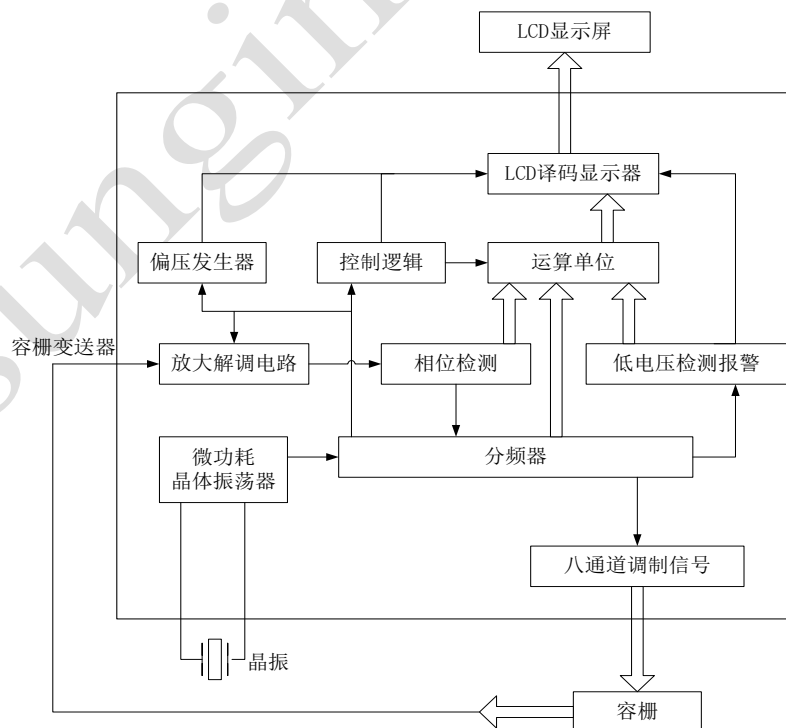 LCD显示屏
LCD译码显示器
偏压发生器
控制逻辑
运算单位
容栅变送器
放大解调电路
相位检测
低电压检测报警
微功耗
晶体振荡器
分频器
八通道调制信号
晶振
容栅